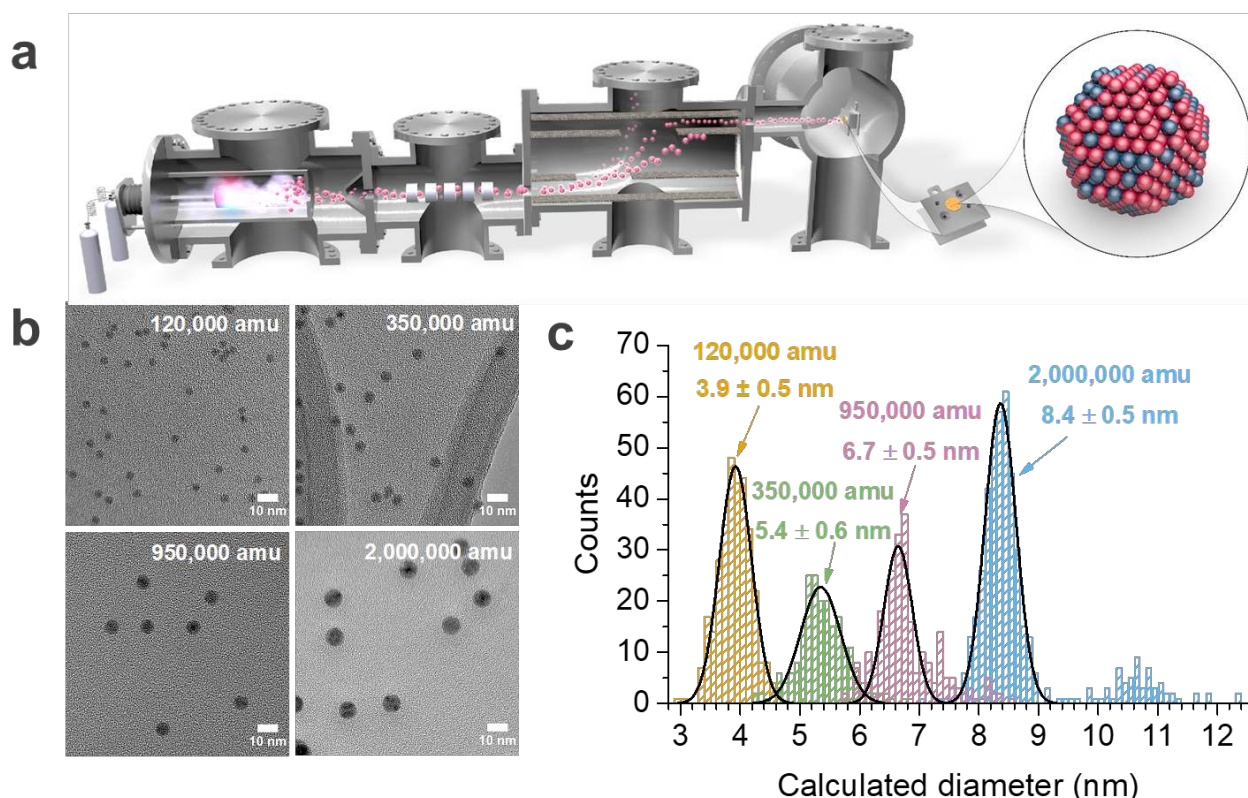 a
b
120,000 amu
10 nm
350,000 amu
10 nm
950,000 amu
10 nm
2,000,000 amu
10 nm
c
70
60
50
40
30
20
10
0
Counts
120,000 amu
3.9 ± 0.5 nm
350,000 amu
5.4 ± 0.6 nm
950,000 amu
6.7 ± 0.5 nm
2,000,000 amu
8.4 ± 0.5 nm
3 4 5 6 7 8 9 10 11 12
Calculated diameter (nm)